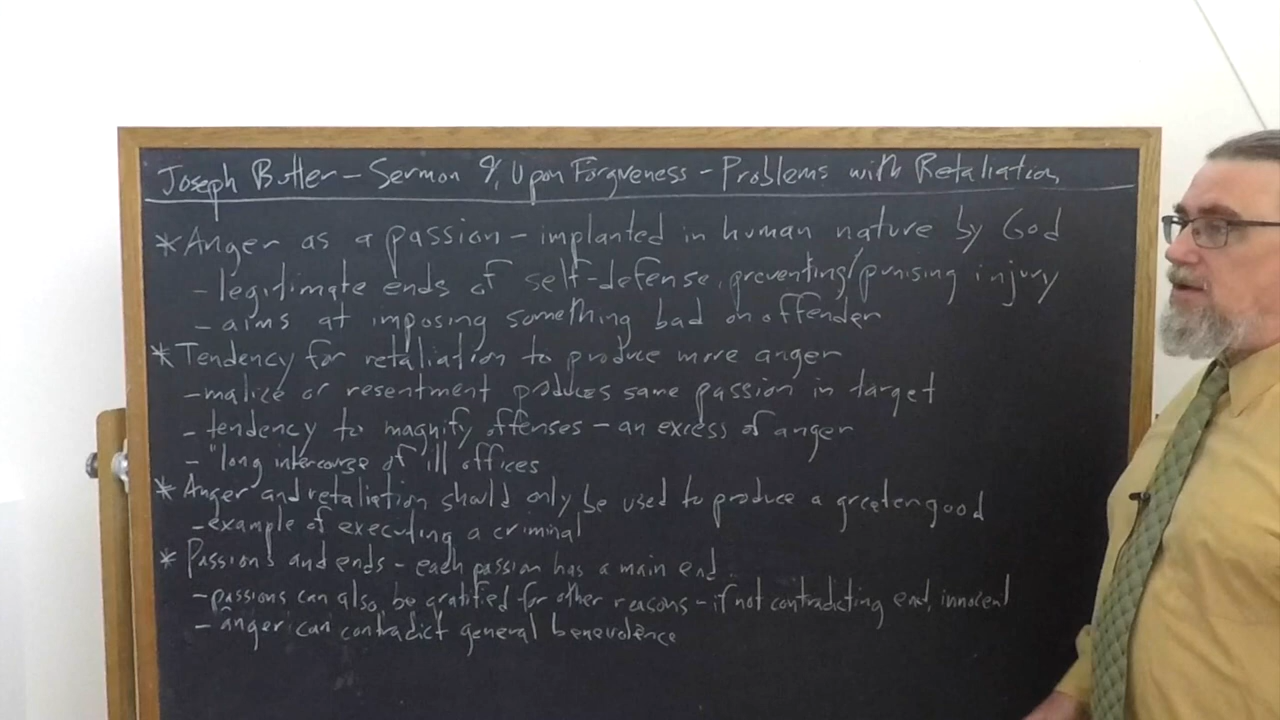 Joseph Butler - Sermon 9, Upon Forgiveness - Problems with Retaliation
* Anger as a passion - implanted in human nature by God
- legitimate ends of self-defense, preventing/punising injury
- aims at imposing something bad on offender
* Tendency for retaliation to produce more anger
- malice or resentment produces same passion in target
- tendency to magnify offenses - an excess of anger
- "long intercourse of ill offices
* Anger and retaliation should only be used to produce a greater good
- example of executing a criminal
* Passions and ends - each passion has a main end
- passions can also be gratified for other reasons - if not contradicting end, innocent
- anger can contradict general benevolence